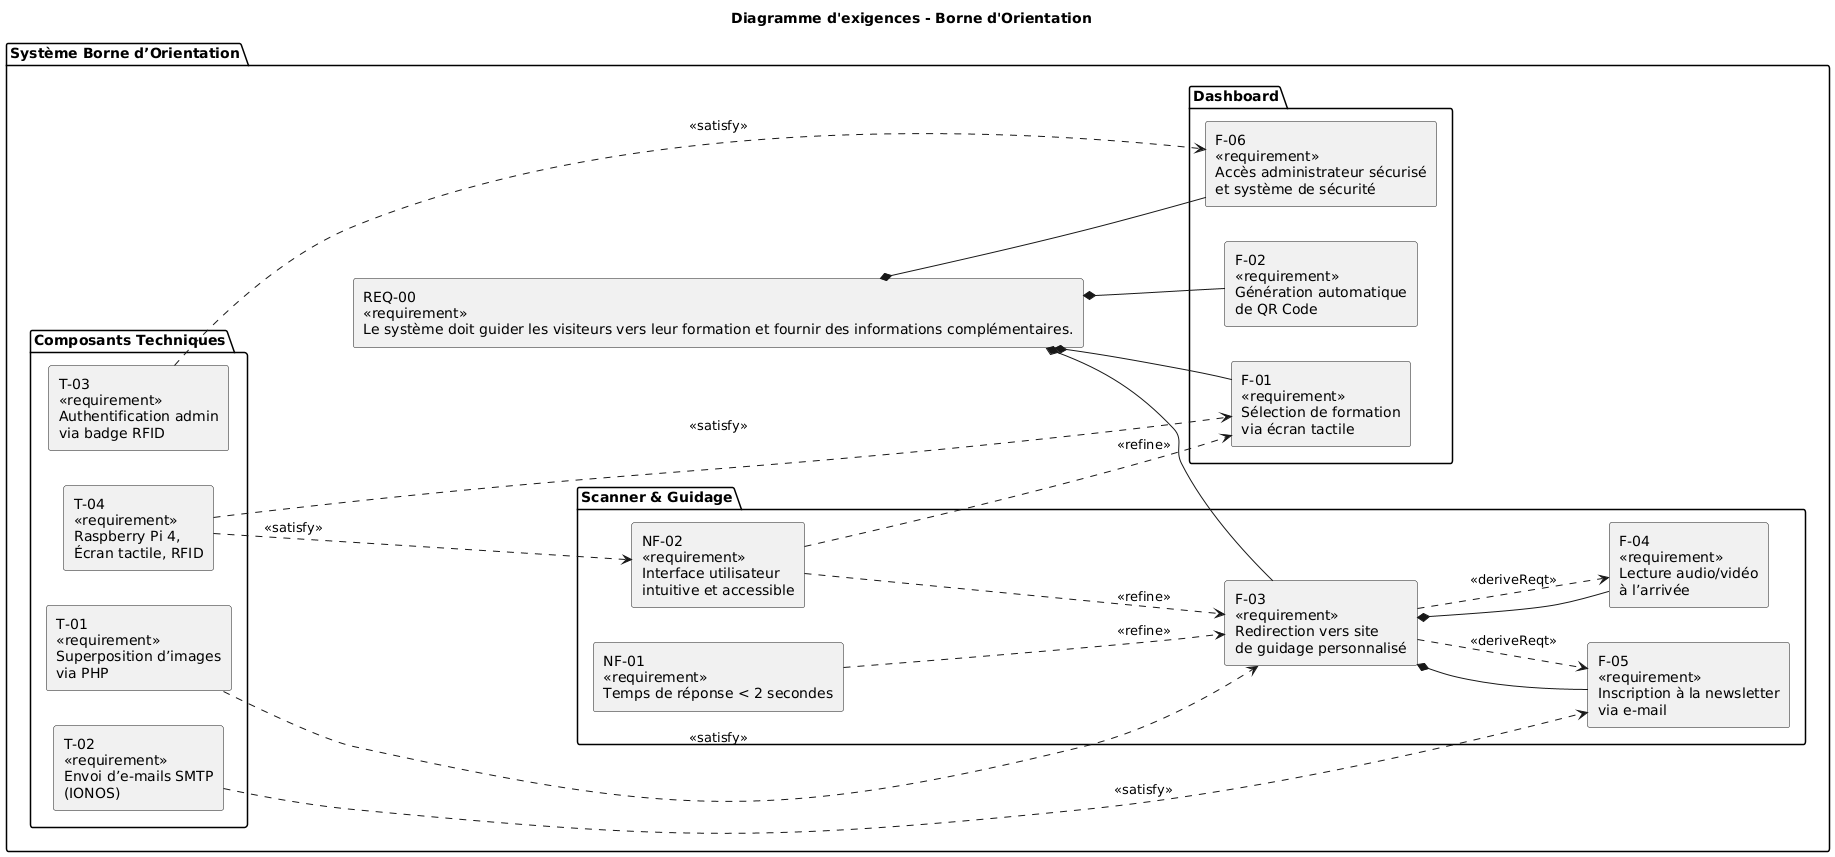 Diagramme d'exigences - Borne d'Orientation
Système Borne d’Orientation
Dashboard
F-06
«requirement»
Accès administrateur sécurisé
et système de sécurité
F-02
«requirement»
Génération automatique
de QR Code
F-01
«requirement»
Sélection de formation
via écran tactile
REQ-00
«requirement»
Le système doit guider les visiteurs vers leur formation et fournir des informations complémentaires.
Composants Techniques
T-03
«requirement»
Authentification admin
via badge RFID
T-04
«requirement»
Raspberry Pi 4,
Écran tactile, RFID
T-01
«requirement»
Superposition d’images
via PHP
T-02
«requirement»
Envoi d’e-mails SMTP
(IONOS)
Scanner & Guidage
NF-02
«requirement»
Interface utilisateur
intuitive et accessible
NF-01
«requirement»
Temps de réponse < 2 secondes
F-03
«requirement»
Redirection vers site
de guidage personnalisé
F-04
«requirement»
Lecture audio/vidéo
à l’arrivée
F-05
«requirement»
Inscription à la newsletter
via e-mail
«satisfy»
«satisfy»
«refine»
«satisfy»
«refine»
«refine»
«deriveReqt»
«deriveReqt»
«satisfy»
«satisfy»